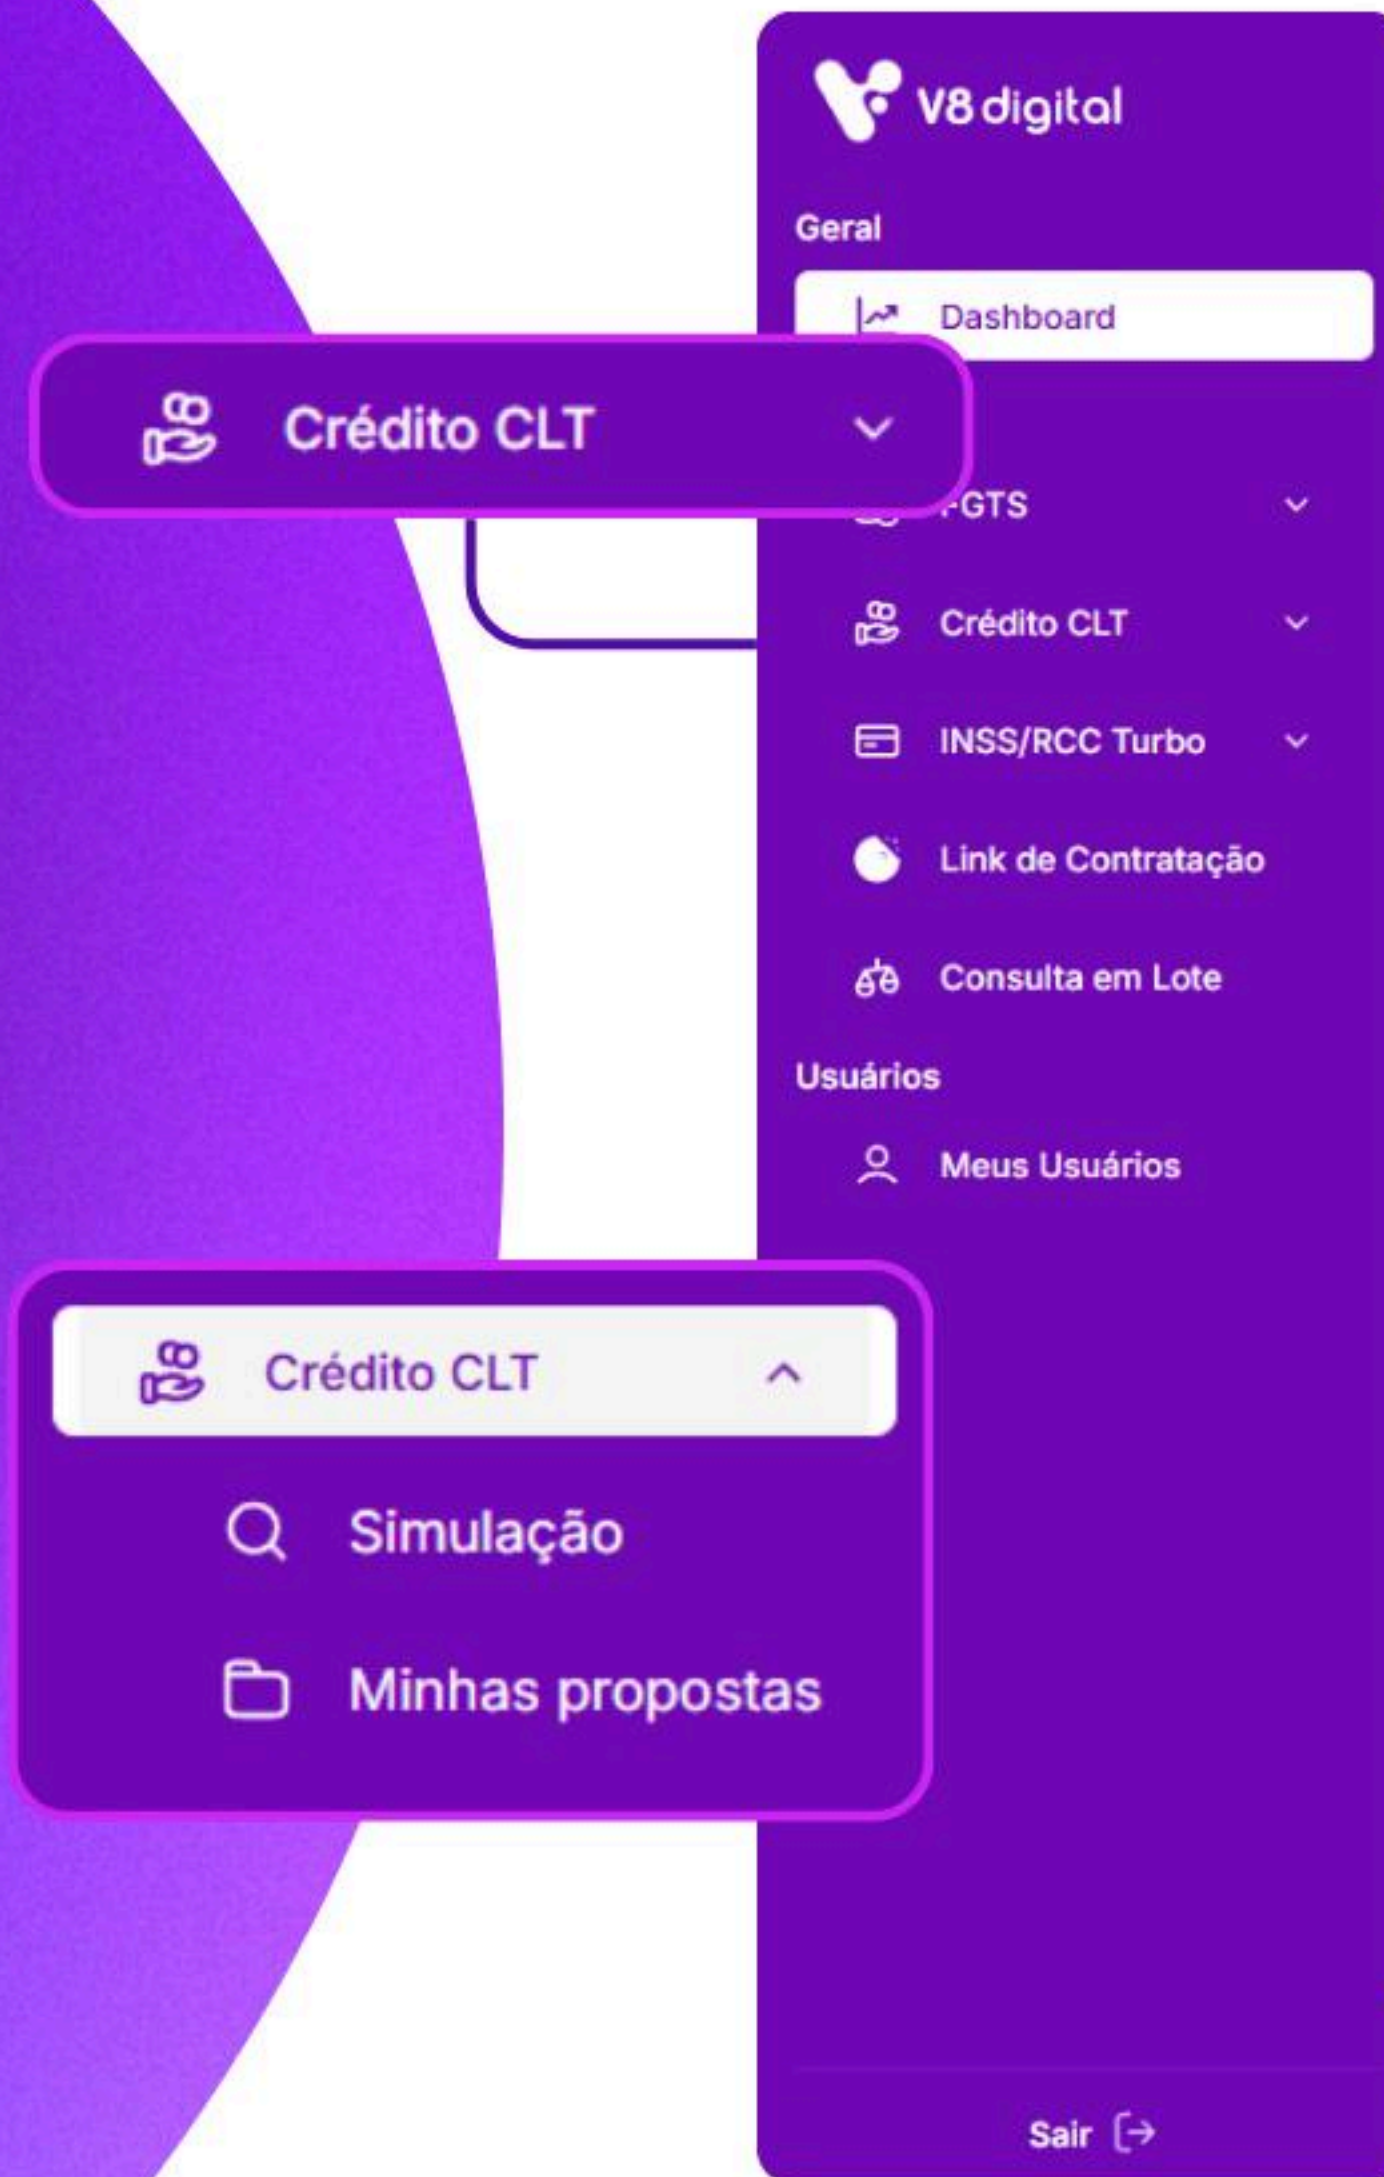 V8 digital
Geral
Dashboard
Crédito CLT
FGTS
Crédito CLT
INSS/RCC Turbo
Link de Contratação
Consulta em Lote
Usuários
Meus Usuários
Crédito CLT
Simulação
Minhas propostas
Sair